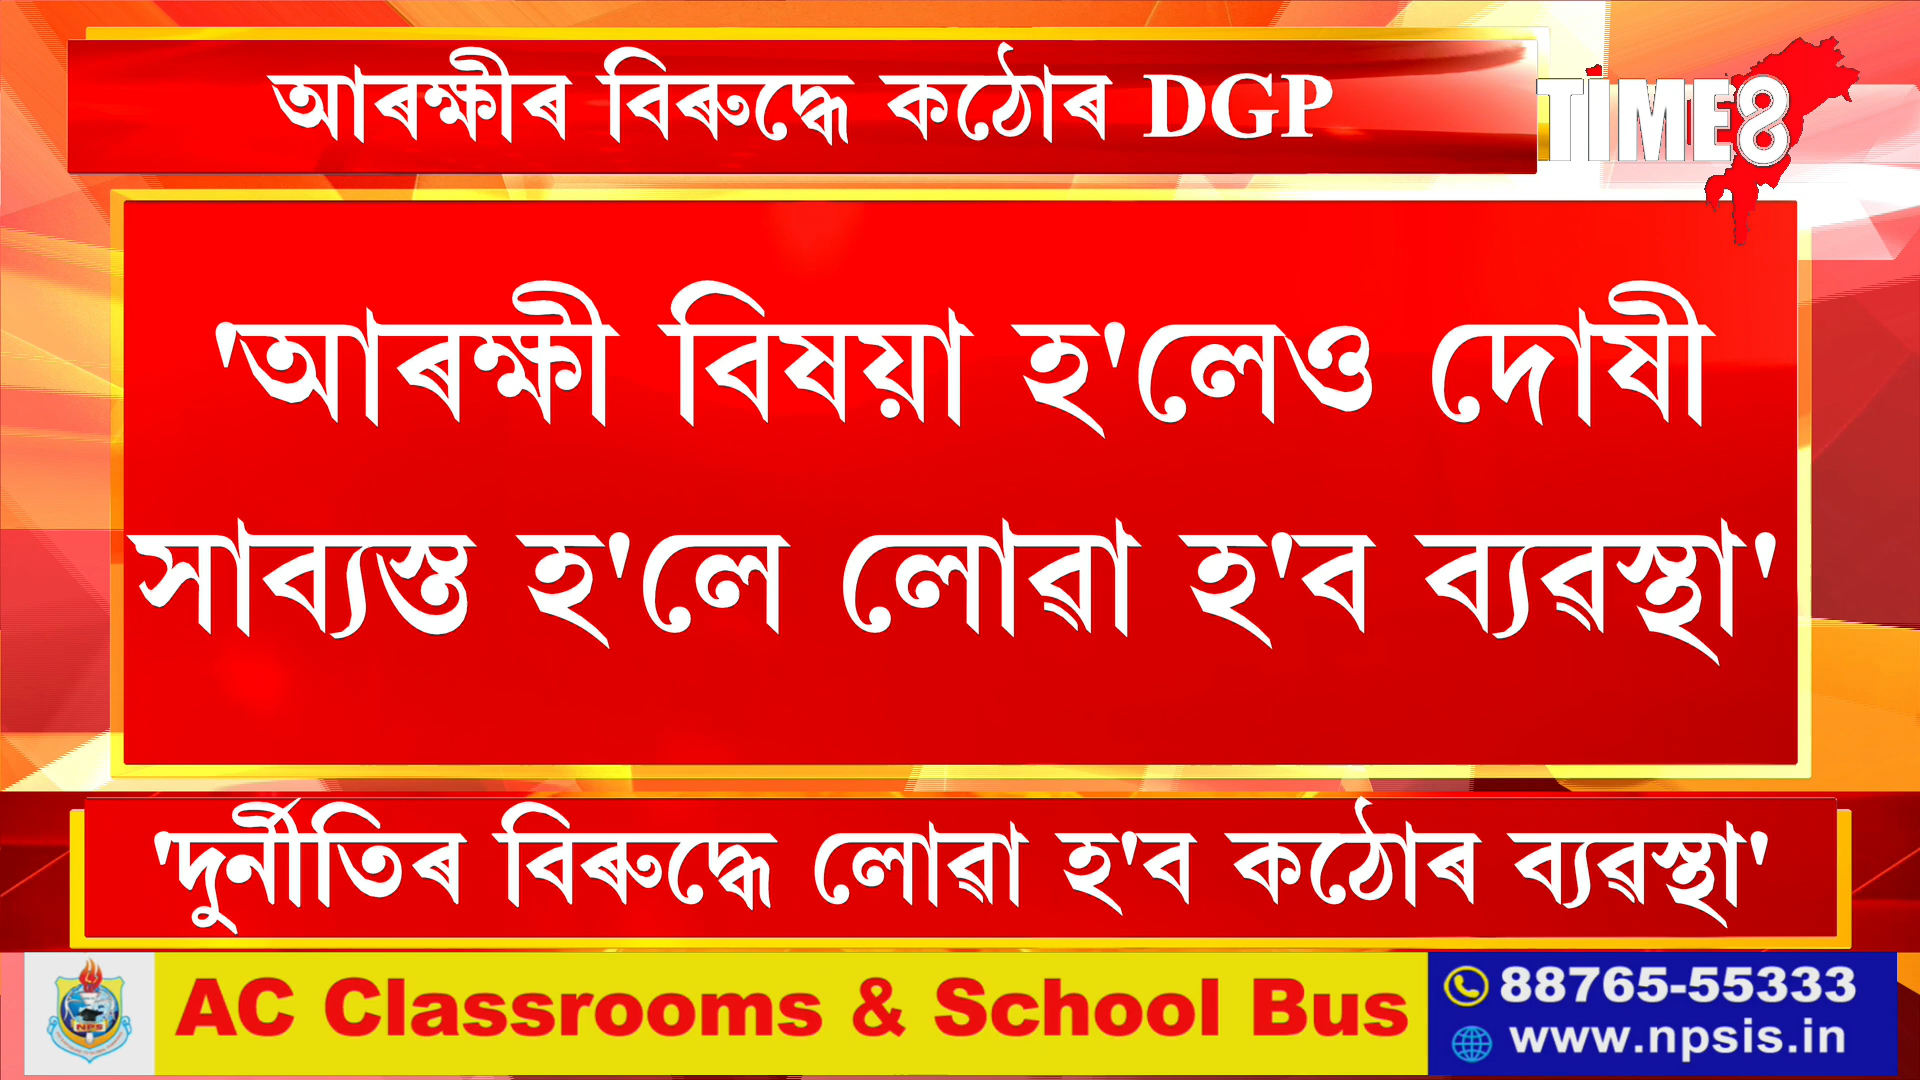 আৰক্ষীৰ বিৰুদ্ধে কঠোৰ DGP
TIME8
'আৰক্ষী বিষয়া হ'লেও দোষী
সাব্যস্ত হ'লে লোৱা হ'ব ব্যৱস্থা'
'দুৰ্নীতিৰ বিৰুদ্ধে লোৱা হ'ব কঠোৰ ব্যৱস্থা'
NPS
AC Classrooms & School Bus
88765-55333
www.npsis.in